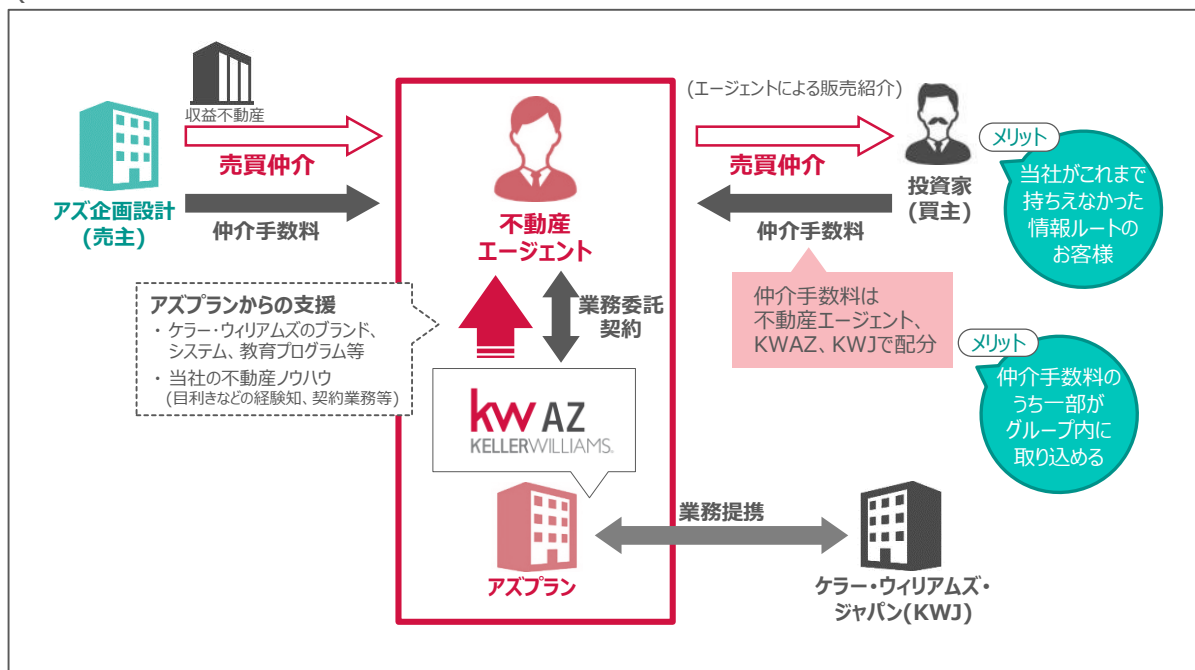 収益不動産
売買仲介
アズ企画設計
(売主)
仲介手数料
不動産
エージェント
(エージェントによる販売紹介)
売買仲介
投資家
(買主)
仲介手数料
メリット
当社がこれまで
持ちえなかった
情報ルートの
お客様
仲介手数料は
不動産エージェント、
KWAZ、KWJで配分
メリット
仲介手数料の
うち一部が
グループ内に
取り込める
アズプランからの支援
・ ケラー・ウィリアムズのブランド、
システム、教育プログラム等
・ 当社の不動産ノウハウ
(目利きなどの経験知、契約業務等)
業務委託
契約
kw AZ
KELLERWILLIAMS.
アズプラン
業務提携
ケラー・ウィリアムズ・
ジャパン(KWJ)